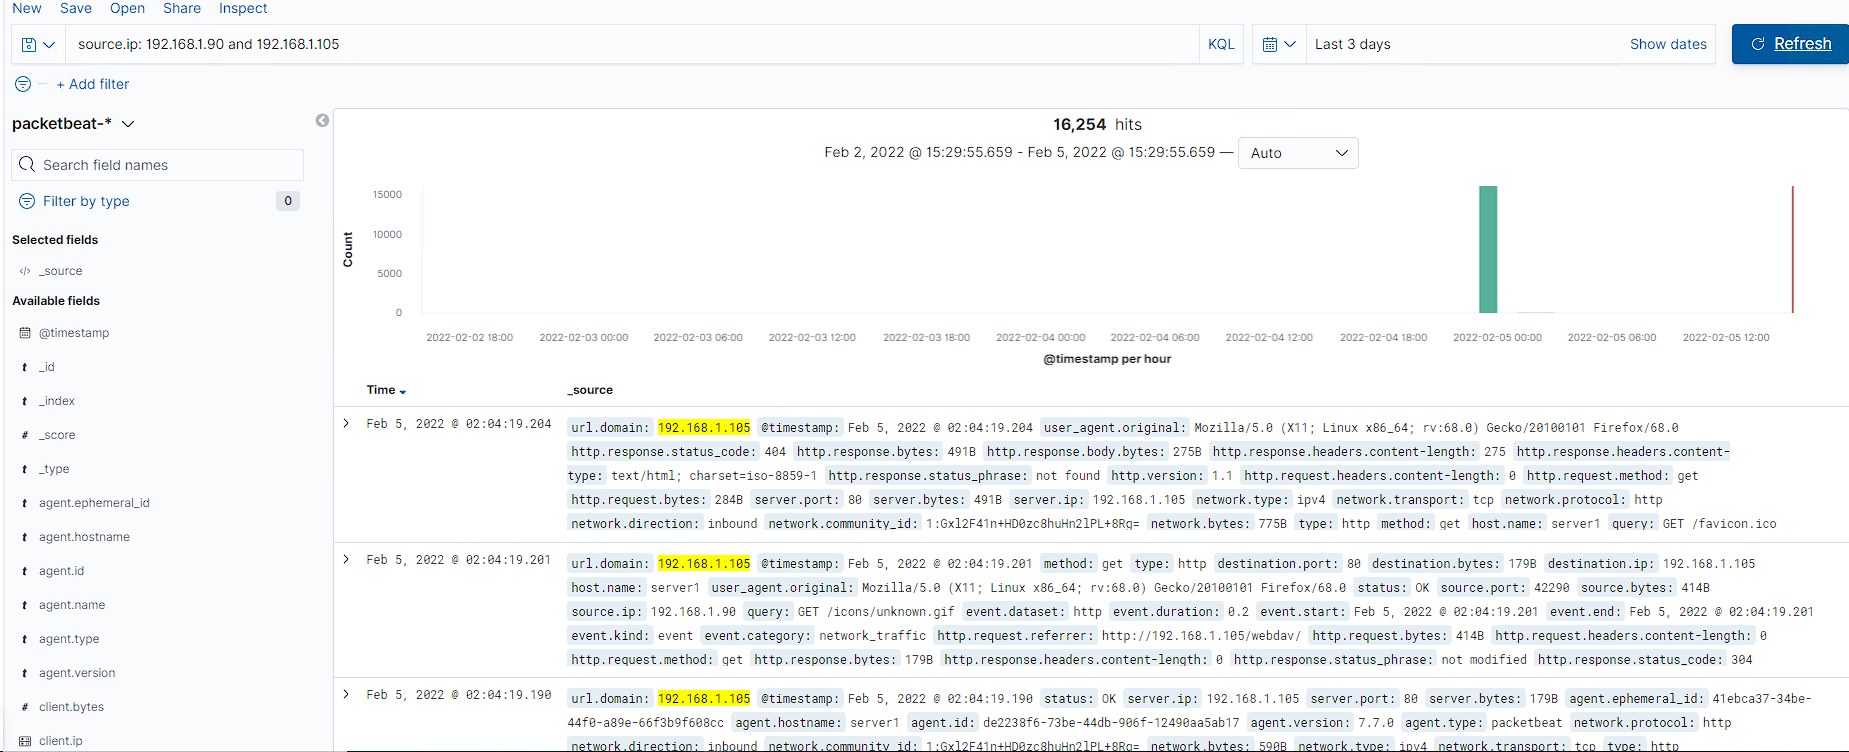 New Save Open Share Inspect
source.ip: 192.168.1.90 and 192.168.1.105 KQL Last 3 days Show dates Refresh
+ Add filter
packetbeat-*
Search field names
Filter by type 0
Selected fields
_source
Available fields
@timestamp
t _id
t _index
# _score
t _type
t agent.ephemeral_id
t agent.hostname
t agent.id
t agent.name
t agent.type
t agent.version
# client.bytes
client.ip
16,254 hits
Feb 2, 2022 @ 15:29:55.659 - Feb 5, 2022 @ 15:29:55.659 — Auto
Count
15000
10000
5000
0
2022-02-02 18:00 2022-02-03 00:00 2022-02-03 06:00 2022-02-03 12:00 2022-02-03 18:00 2022-02-04 00:00 2022-02-04 06:00 2022-02-04 12:00 2022-02-04 18:00 2022-02-05 00:00 2022-02-05 06:00 2022-02-05 12:00
@timestamp per hour
Time _source
Feb 5, 2022 @ 02:04:19.204 url.domain: 192.168.1.105 @timestamp: Feb 5, 2022 @ 02:04:19.204 user_agent.original: Mozilla/5.0 (X11; Linux x86_64; rv:68.0) Gecko/20100101 Firefox/68.0
http.response.status_code: 404 http.response.bytes: 491B http.response.body.bytes: 275B http.response.headers.content-length: 275 http.response.headers.content-
type: text/html; charset=iso-8859-1 http.response.status_phrase: not found http.version: 1.1 http.request.headers.content-length: 0 http.request.method: get
http.request.bytes: 284B server.port: 80 server.bytes: 491B server.ip: 192.168.1.105 network.type: ipv4 network.transport: tcp network.protocol: http
network.direction: inbound network.community_id: 1:Gxl2F41n+HD0zc8huHn2lPL+8Rg= network.bytes: 775B type: http method: get host.name: server1 query: GET /favicon.ico
Feb 5, 2022 @ 02:04:19.201 url.domain: 192.168.1.105 @timestamp: Feb 5, 2022 @ 02:04:19.201 method: get type: http destination.port: 80 destination.bytes: 179B destination.ip: 192.168.1.105
host.name: server1 user_agent.original: Mozilla/5.0 (X11; Linux x86_64; rv:68.0) Gecko/20100101 Firefox/68.0 status: OK source.port: 42290 source.bytes: 414B
source.ip: 192.168.1.90 query: GET /icons/unknown.gif event.dataset: http event.duration: 0.2 event.start: Feb 5, 2022 @ 02:04:19.201 event.end: Feb 5, 2022 @ 02:04:19.201
event.kind: event event.category: network_traffic http.request.referrer: http://192.168.1.105/webdav/ http.request.bytes: 414B http.request.headers.content-length: 0
http.request.method: get http.response.bytes: 179B http.response.headers.content-length: 0 http.response.status_phrase: not modified http.response.status_code: 304
Feb 5, 2022 @ 02:04:19.190 url.domain: 192.168.1.105 @timestamp: Feb 5, 2022 @ 02:04:19.190 status: OK server.ip: 192.168.1.105 server.port: 80 server.bytes: 179B agent.ephemeral_id: 41ebca37-34be-
44f0-a89e-66f3b9f608cc agent.hostname: server1 agent.id: de2238f6-73be-44db-906f-12490aa5ab17 agent.version: 7.7.0 agent.type: packetbeat network.protocol: http
network.direction: inbound network.community_id: 1:Gxl2F41n+HD0zc8huHn2lPL+8Rg= network.bytes: 590B network.type: ipv4 network.transport: tcp type: http